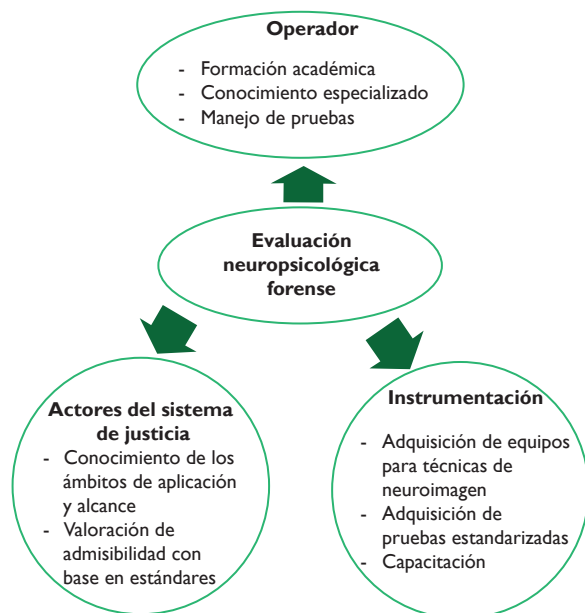 Operador
- Formación académica
- Conocimiento especializado
- Manejo de pruebas
Evaluación
neuropsicológica
forense
Actores del sistema
de justicia
- Conocimiento de los
ámbitos de aplicación
y alcance
- Valoración de
admisibilidad con
base en estándares
Instrumentación
- Adquisición de equipos
para técnicas de
neuroimagen
- Adquisición de
pruebas estandarizadas
- Capacitación